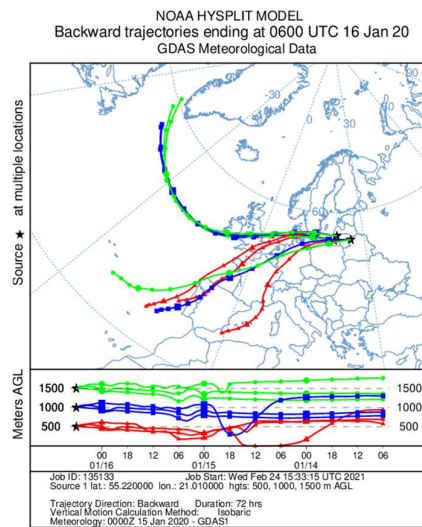 NOAA HYSPLIT MODEL
Backward trajectories ending at 0600 UTC 16 Jan 20
GDAS Meteorological Data
Source ★ at multiple locations
-30
-30
60
Meters AGL
1500 1500
1000 1000
500 500
00 18 12 06 00 18 12 06 00 18 12 06
01/16 01/15 01/14
Job ID: 135133 Job Start: Wed Feb 24 15:33:15 UTC 2021
Source 1 lat.: 55.220000 lon.: 21.010000 hgts: 500, 1000, 1500 m AGL
Trajectory Direction: Backward Duration: 72 hrs
Vertical Motion Calculation Method: Isobaric
Meteorology: 0000Z 15 Jan 2020 - GDAS1